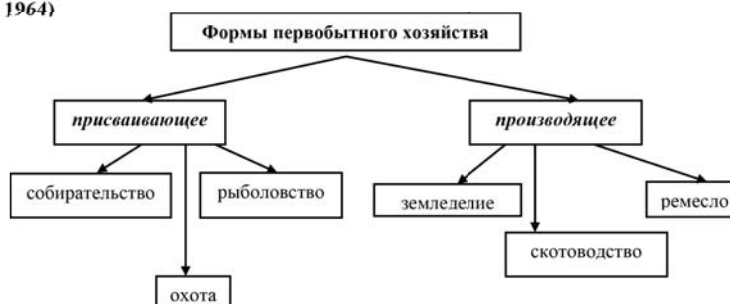 1964)
Формы первобытного хозяйства
присваивающее
производящее
собирательство
рыболовство
земледелие
ремесло
скотоводство
охота